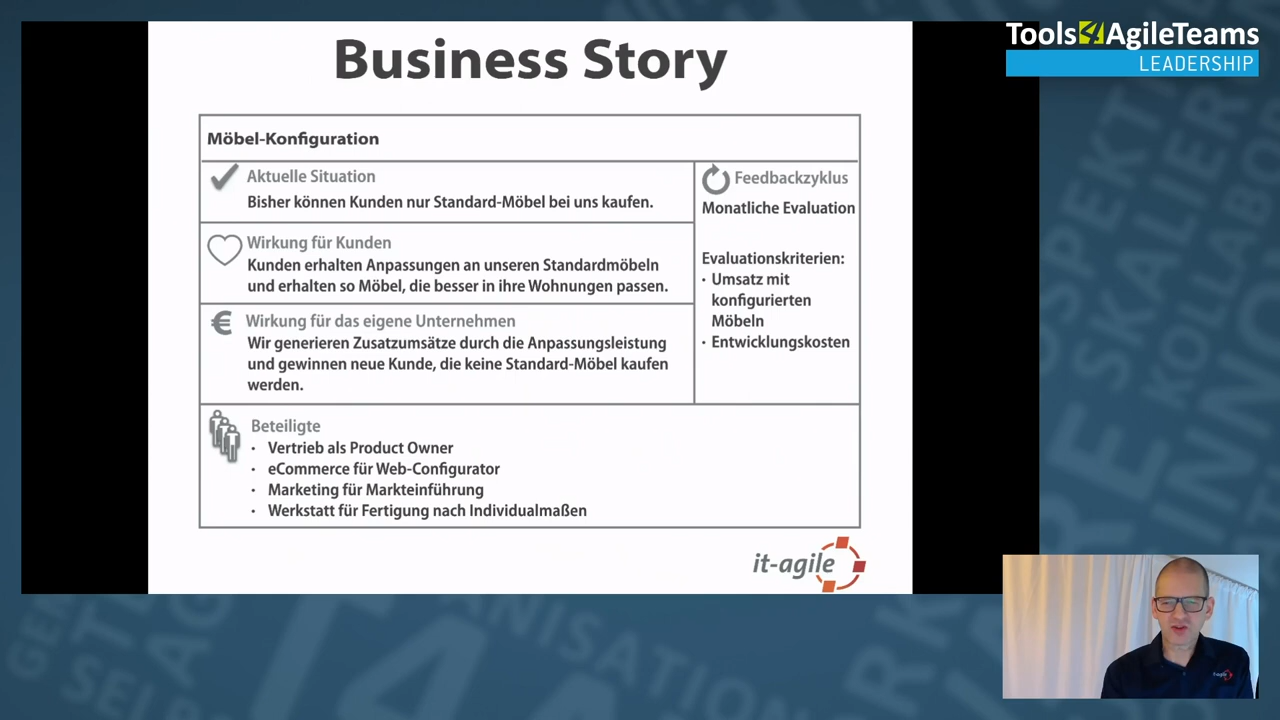 Business Story
Tools4AgileTeams
LEADERSHIP
Möbel-Konfiguration
Aktuelle Situation
Bisher können Kunden nur Standard-Möbel bei uns kaufen.
Wirkung für Kunden
Kunden erhalten Anpassungen an unseren Standardmöbeln
und erhalten so Möbel, die besser in ihre Wohnungen passen.
€ Wirkung für das eigene Unternehmen
Wir generieren Zusatzumsätze durch die Anpassungsleistung
und gewinnen neue Kunde, die keine Standard-Möbel kaufen
werden.
Feedbackzyklus
Monatliche Evaluation
Evaluationskriterien:
· Umsatz mit
konfigurierten
Möbeln
· Entwicklungskosten
Beteiligte
· Vertrieb als Product Owner
· eCommerce für Web-Configurator
· Marketing für Markteinführung
· Werkstatt für Fertigung nach Individualmaßen
it-agile
it-agile